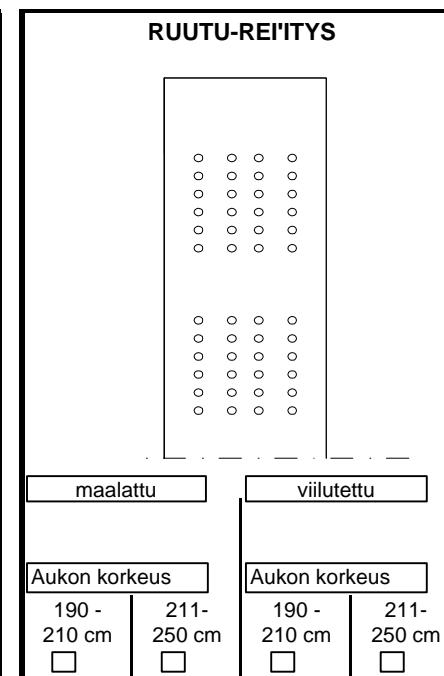 RUUTU-REI'ITYS
maalattu
viilutettu
Aukon korkeus
Aukon korkeus
190 -
210 cm
211-
250 cm
190 -
210 cm
211-
250 cm